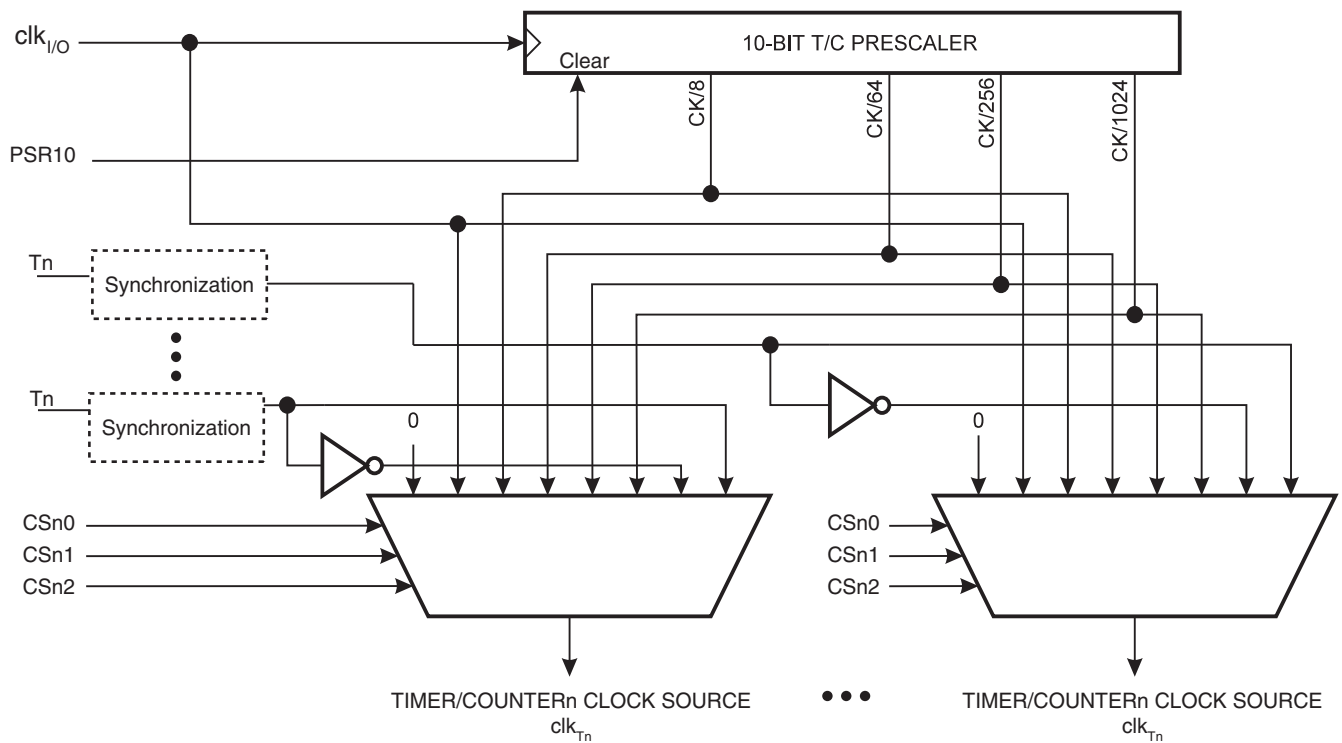 clkI/O
10-BIT T/C PRESCALER
Clear
CK/8
CK/64
CK/256
CK/1024
PSR10
Tn
Synchronization
Tn
Synchronization
0
0
CSn0
CSn1
CSn2
CSn0
CSn1
CSn2
TIMER/COUNTERn CLOCK SOURCE
clkTn
TIMER/COUNTERn CLOCK SOURCE
clkTn